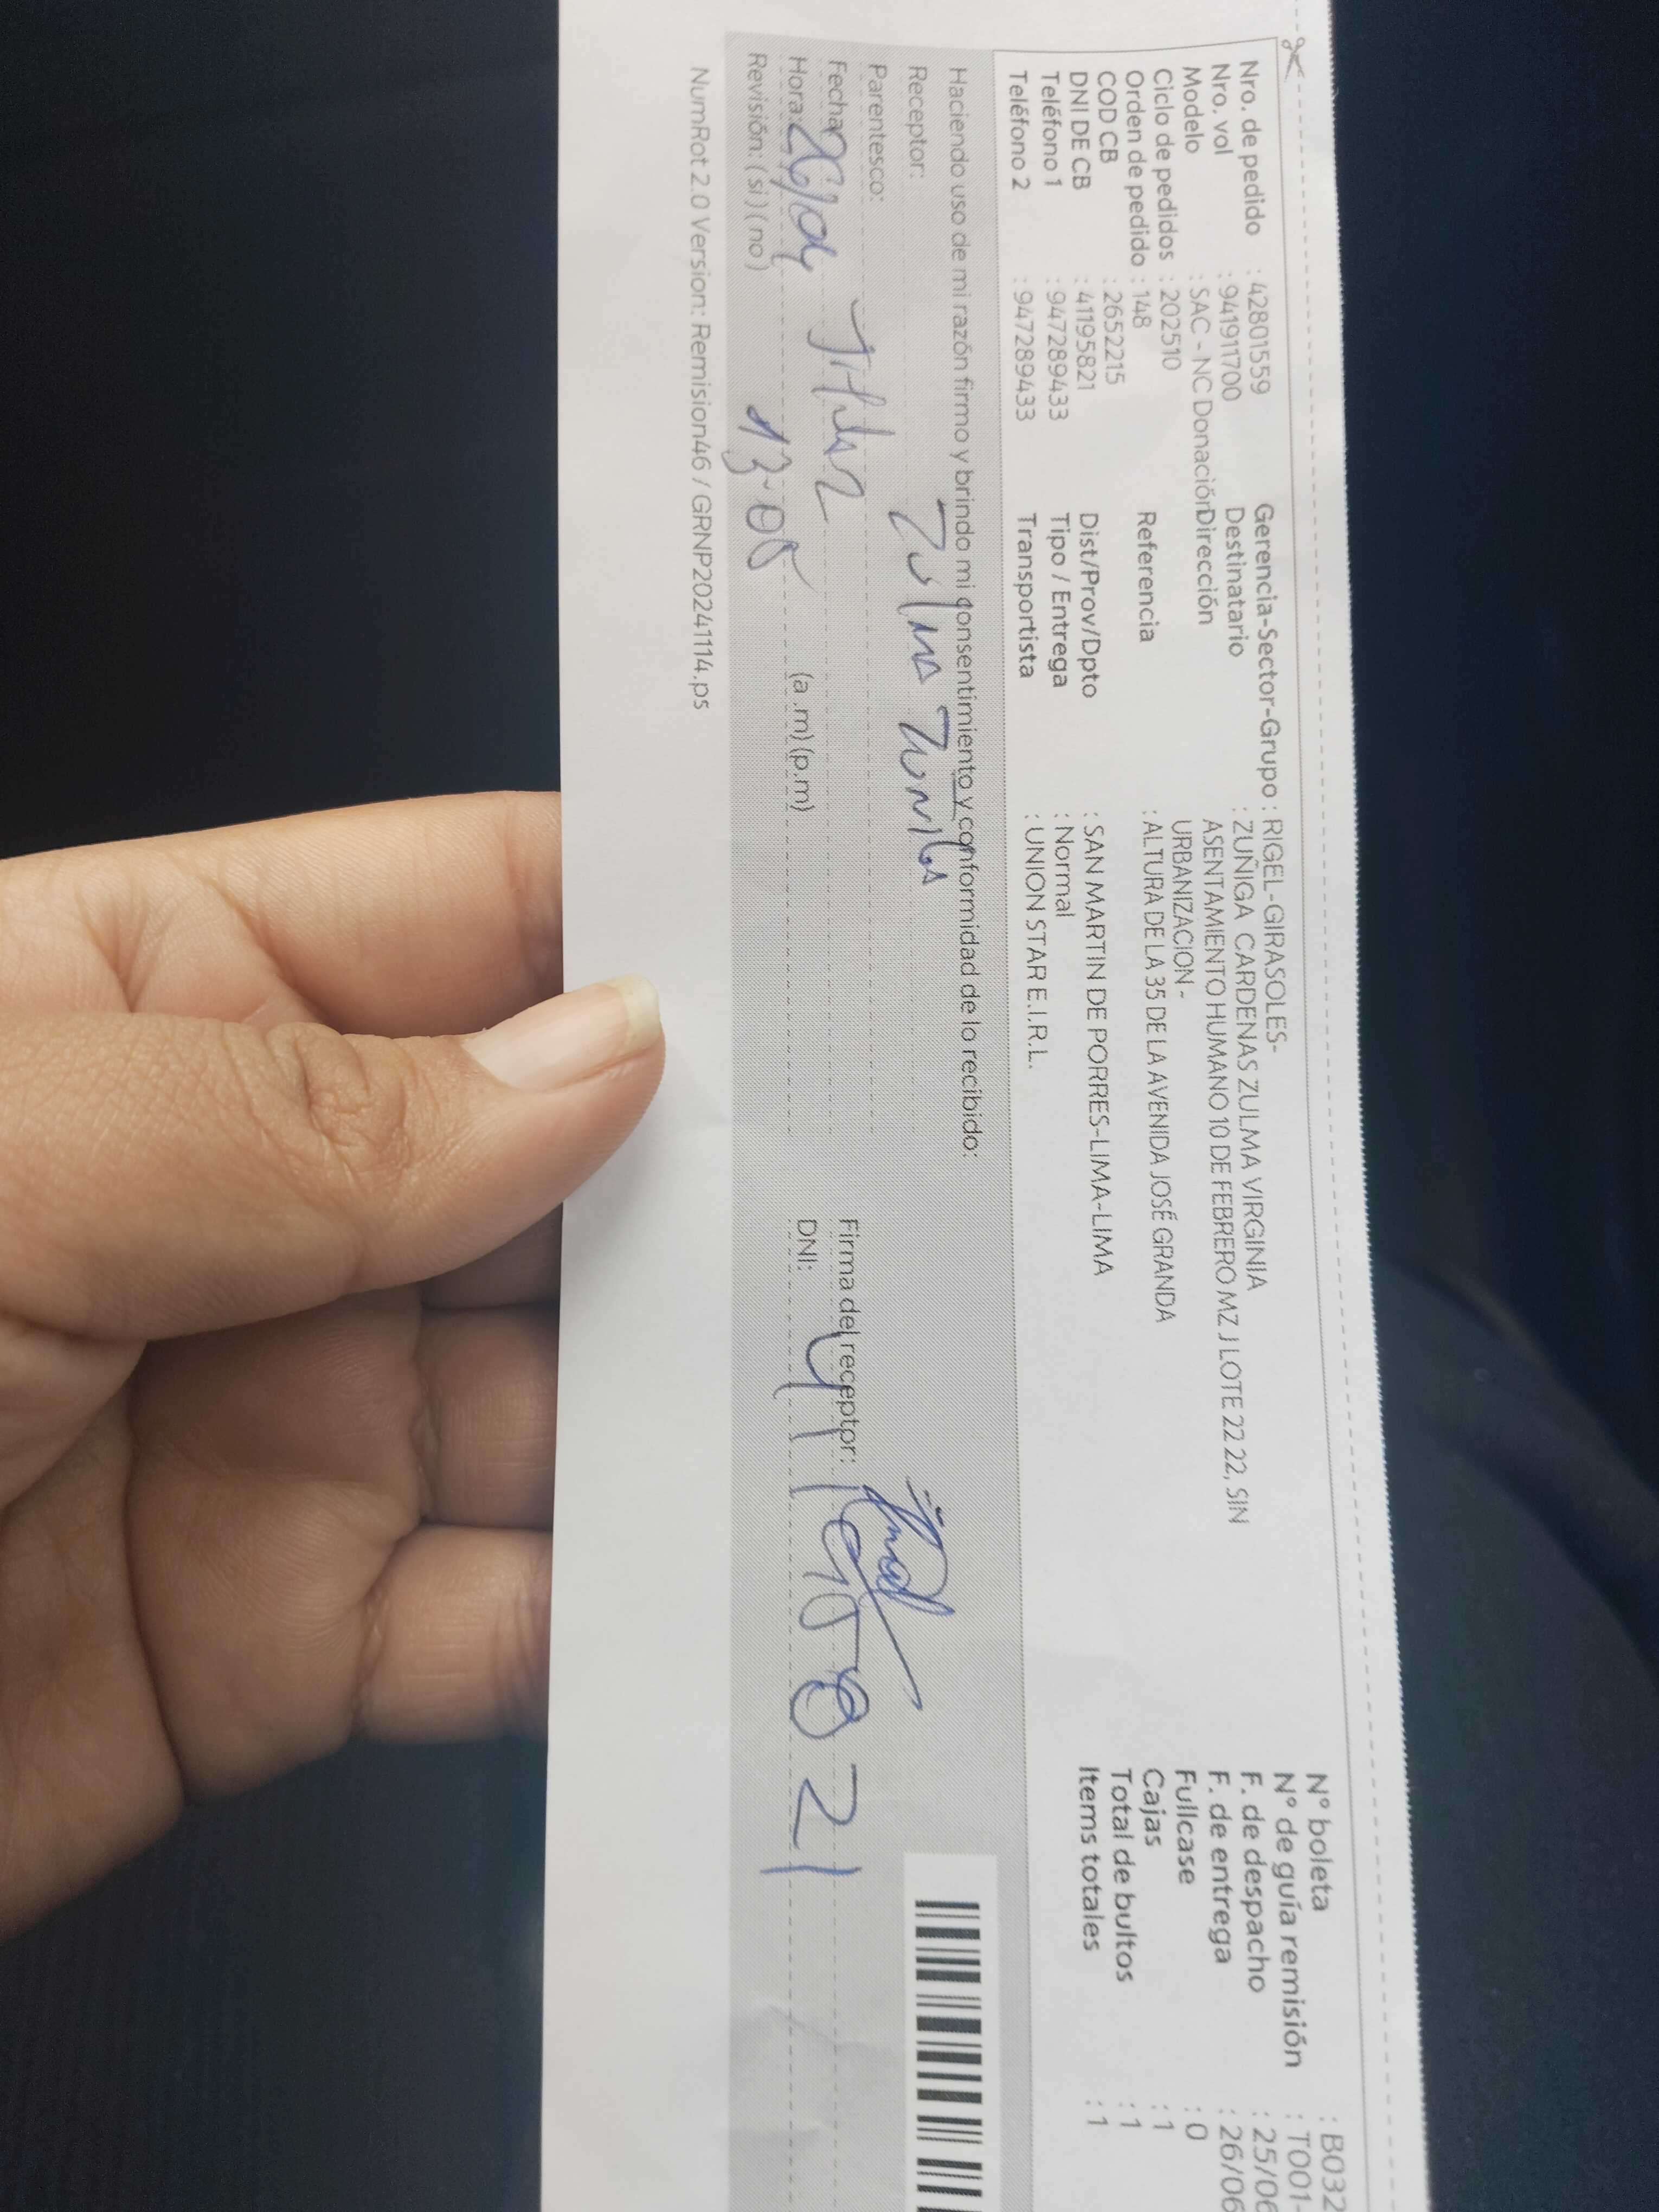 Nro. de pedido : 42801559
Nro. vol : 941911700
Modelo : SAC - NC Donación
Ciclo de pedidos : 202510
Orden de pedido : 148
COD CB : 2652215
DNI DE CB : 41195821
Teléfono 1 : 947289433
Teléfono 2 : 947289433
Gerencia-Sector-Grupo : RIGEL-GIRASOLES-
Destinatario : ZUÑIGA CARDENAS ZULMA VIRGINIA
Dirección ASENTAMIENTO HUMANO 10 DE FEBRERO MZ J LOTE 22 22, SIN
URBANIZACION -
Referencia : ALTURA DE LA 35 DE LA AVENIDA JOSÉ GRANDA
Dist/Prov/Dpto : SAN MARTIN DE PORRES-LIMA-LIMA
Tipo / Entrega : Normal
Transportista : UNION STAR E.I.R.L.
N° boleta : B032
N° de guía remisión : T001-
F. de despacho : 25/06
F. de entrega : 26/06
Fullcase : 0
Cajas : 1
Total de bultos : 1
Items totales : 1
Haciendo uso de mi razón firmo y brindo mi consentimiento y conformidad de lo recibido:
Receptor: Zulma Zuñiga
Parentesco: Titular
Fecha:
Hora: 13:00 (a.m) (p.m)
Revisión: (si) (no)
Firma del receptor:
DNI: 41195821
NumRot 2.0 Version: Remision46 / GRNP20241114.ps